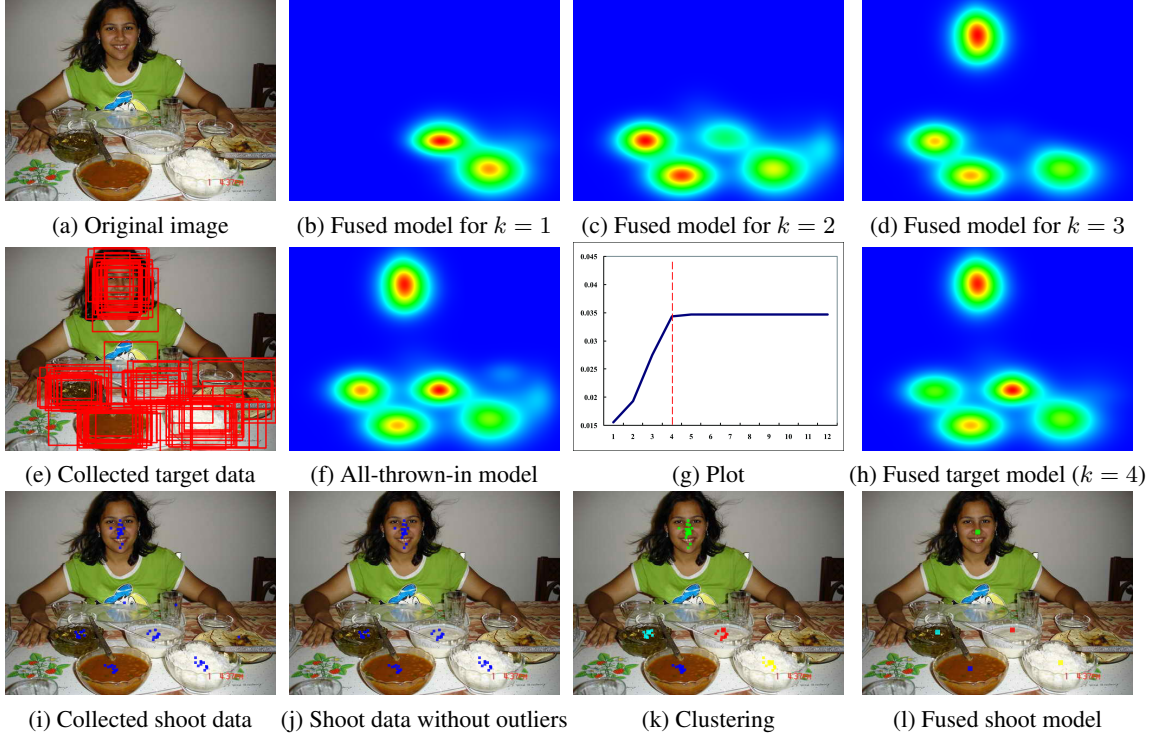 (a) Original image
(b) Fused model for k = 1
(c) Fused model for k = 2
(d) Fused model for k = 3
0.045
0.04
0.035
0.03
0.025
0.02
0.015
1 2 3 4 5 6 7 8 9 10 11 12
(e) Collected target data
(f) All-thrown-in model
(g) Plot
(h) Fused target model (k = 4)
(i) Collected shoot data
(j) Shoot data without outliers
(k) Clustering
(l) Fused shoot model